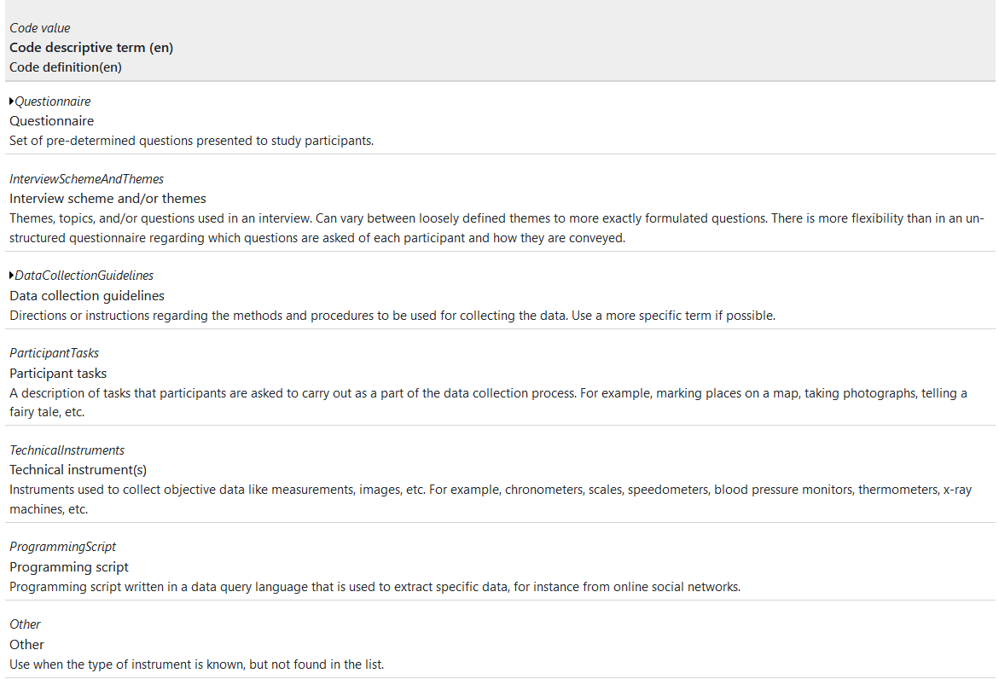 Code value
Code descriptive term (en)
Code definition(en)
Questionnaire
Questionnaire
Set of pre-determined questions presented to study participants.
InterviewSchemeAndThemes
Interview scheme and/or themes
Themes, topics, and/or questions used in an interview. Can vary between loosely defined themes to more exactly formulated questions. There is more flexibility than in an un-
structured questionnaire regarding which questions are asked of each participant and how they are conveyed.
DataCollectionGuidelines
Data collection guidelines
Directions or instructions regarding the methods and procedures to be used for collecting the data. Use a more specific term if possible.
ParticipantTasks
Participant tasks
A description of tasks that participants are asked to carry out as a part of the data collection process. For example, marking places on a map, taking photographs, telling a
fairy tale, etc.
TechnicalInstruments
Technical instrument(s)
Instruments used to collect objective data like measurements, images, etc. For example, chronometers, scales, speedometers, blood pressure monitors, thermometers, x-ray
machines, etc.
ProgrammingScript
Programming script
Programming script written in a data query language that is used to extract specific data, for instance from online social networks.
Other
Other
Use when the type of instrument is known, but not found in the list.